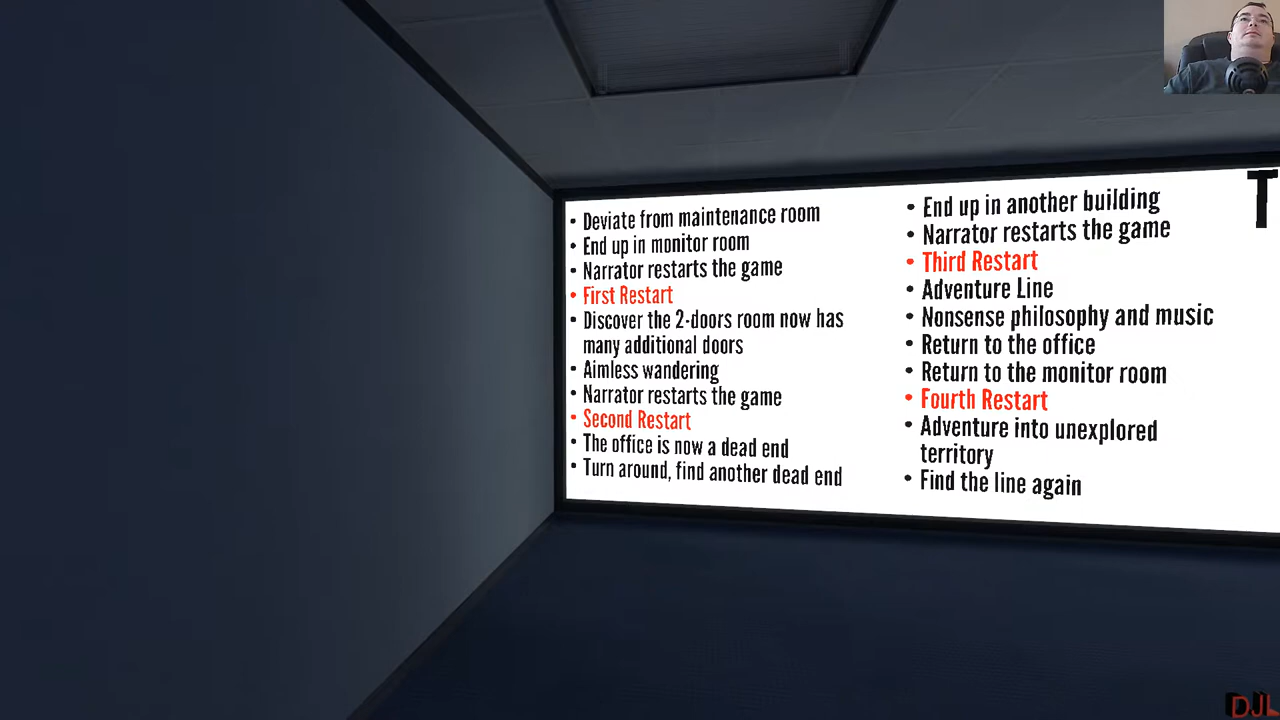 • Deviate from maintenance room
• End up in monitor room
• Narrator restarts the game
• First Restart
• Discover the 2-doors room now has
many additional doors
• Aimless wandering
• Narrator restarts the game
• Second Restart
• The office is now a dead end
• Turn around, find another dead end
• End up in another building
• Narrator restarts the game
• Third Restart
• Adventure Line
• Nonsense philosophy and music
• Return to the office
• Return to the monitor room
• Fourth Restart
• Adventure into unexplored
territory
• Find the line again
T
DJL